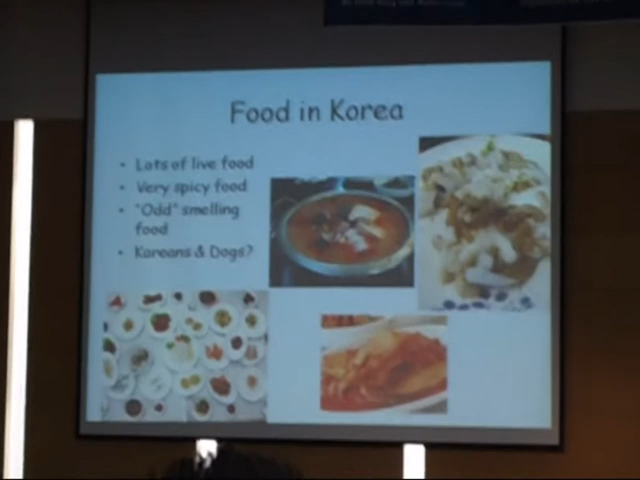 Food in Korea
• Lots of live food
• Very spicy food
• "Odd" smelling
food
• Koreans & Dogs?